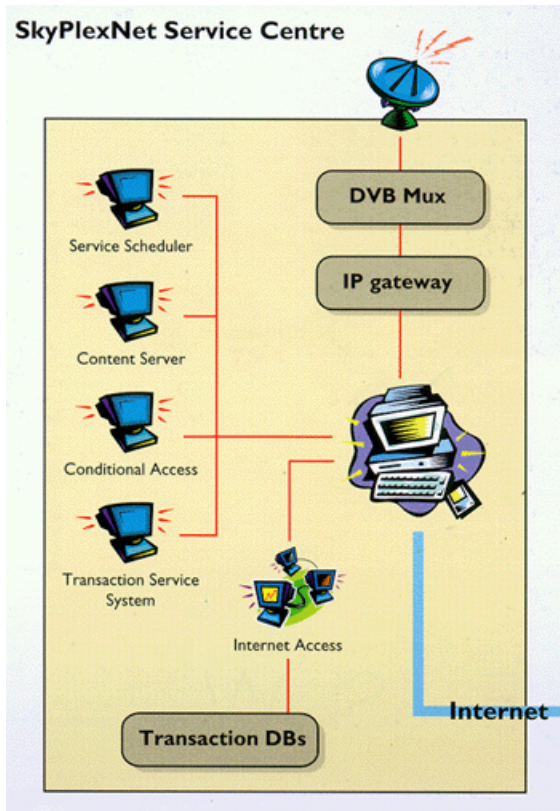 SkyPlexNet Service Centre
DVB Mux
Service Scheduler
IP gateway
Content Server
Conditional Access
Transaction Service
System
Internet Access
Internet
Transaction DBs